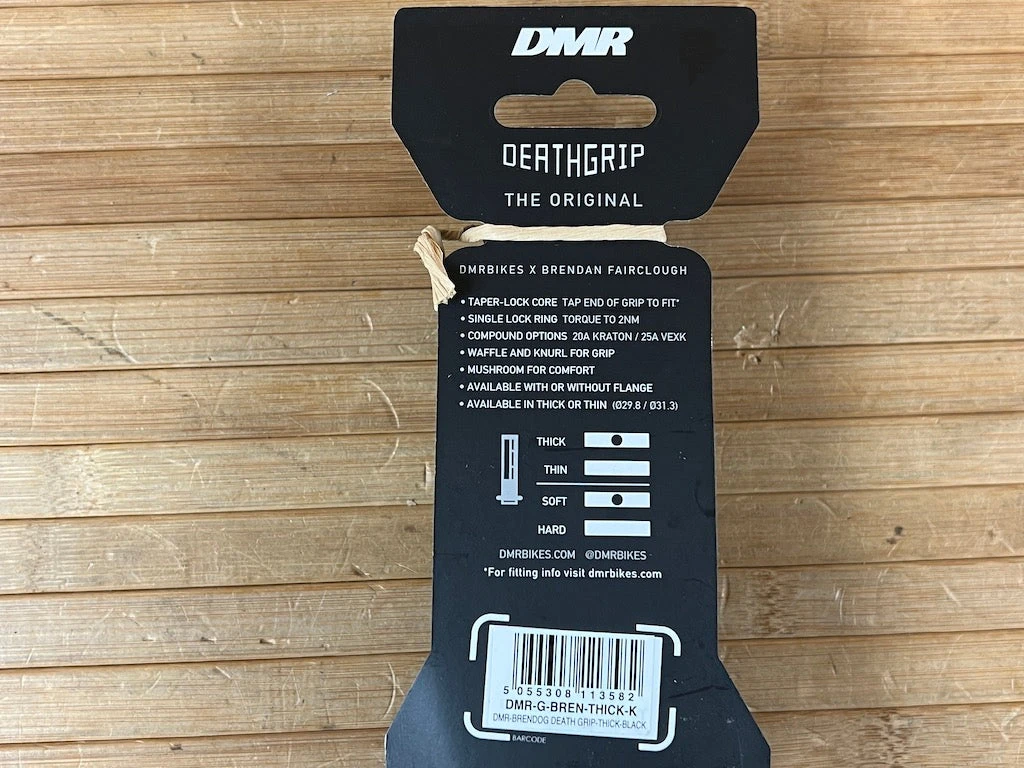 DMR
DEATHGRIP
THE ORIGINAL
DMRBIKES X BRENDAN FAIRCLOUGH
• TAPER-LOCK CORE TAP END OF GRIP TO FIT*
• SINGLE LOCK RING TORQUE TO 2NM
• COMPOUND OPTIONS 20A KRATON / 25A VEXK
• WAFFLE AND KNURL FOR GRIP
• MUSHROOM FOR COMFORT
• AVAILABLE WITH OR WITHOUT FLANGE
• AVAILABLE IN THICK OR THIN (Ø29.8 / Ø31.3)
THICK
THIN
SOFT
HARD
DMRBIKES.COM @DMRBIKES
*For fitting info visit dmrbikes.com
5 055308 113582
DMR-G-BREN-THICK-K
DMR-BRENDOG DEATH GRIP-THICK-BLACK
BARCODE